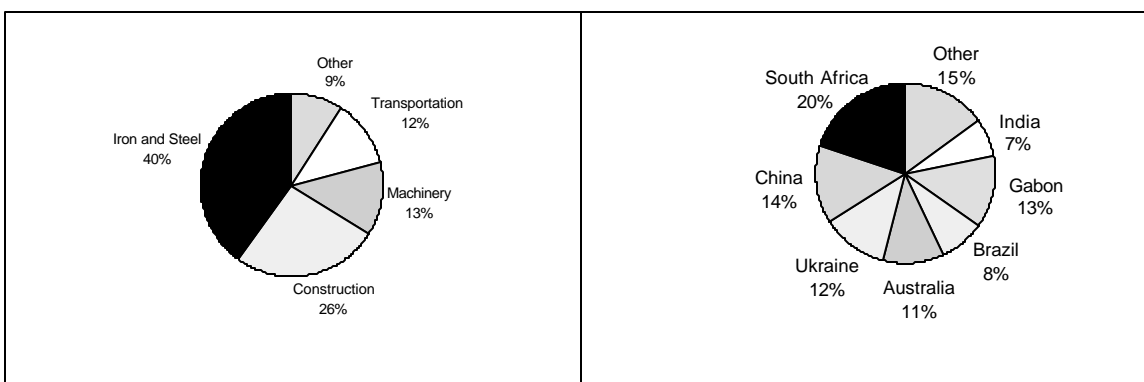 Other
9%
Transportation
12%
Iron and Steel
40%
Machinery
13%
Construction
26%
Other
15%
South Africa
20%
India
7%
China
14%
Gabon
13%
Brazil
8%
Ukraine
12%
Australia
11%